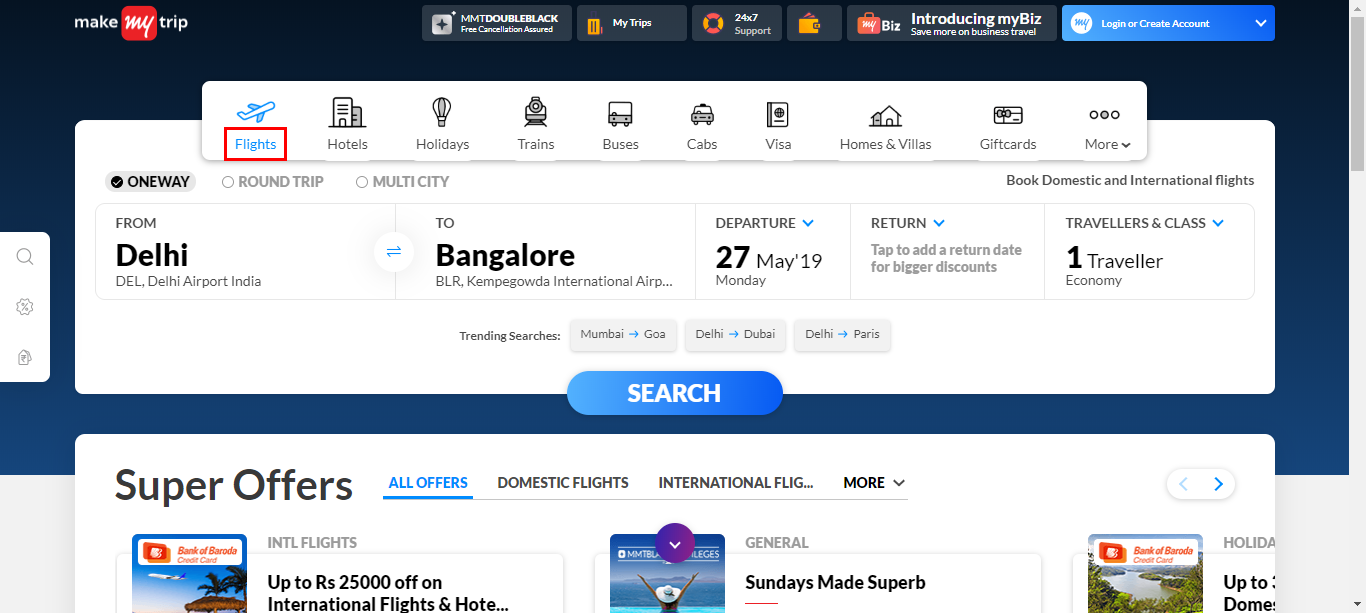 make my trip
MMTDOUBLEBLACK
Free Cancellation Assured
My Trips
24x7
Support
my Biz
Introducing myBiz
Save more on business travel
my
Login or Create Account
Flights
Hotels
Holidays
Trains
Buses
Cabs
Visa
Homes & Villas
Giftcards
More
ONEWAY
ROUND TRIP
MULTI CITY
Book Domestic and International flights
FROM
Delhi
DEL, Delhi Airport India
TO
Bangalore
BLR, Kempegowda International Airp...
DEPARTURE
27 May'19
Monday
RETURN
Tap to add a return date
for bigger discounts
TRAVELLERS & CLASS
1 Traveller
Economy
Trending Searches:
Mumbai → Goa
Delhi → Dubai
Delhi → Paris
SEARCH
Super Offers
ALL OFFERS
DOMESTIC FLIGHTS
INTERNATIONAL FLIG...
MORE
Bank of Baroda
Credit Card
INTL FLIGHTS
Up to Rs 25000 off on
International Flights & Hote...
GENERAL
Sundays Made Superb
Bank of Baroda
Credit Card
HOLIDA
Up to
Domes